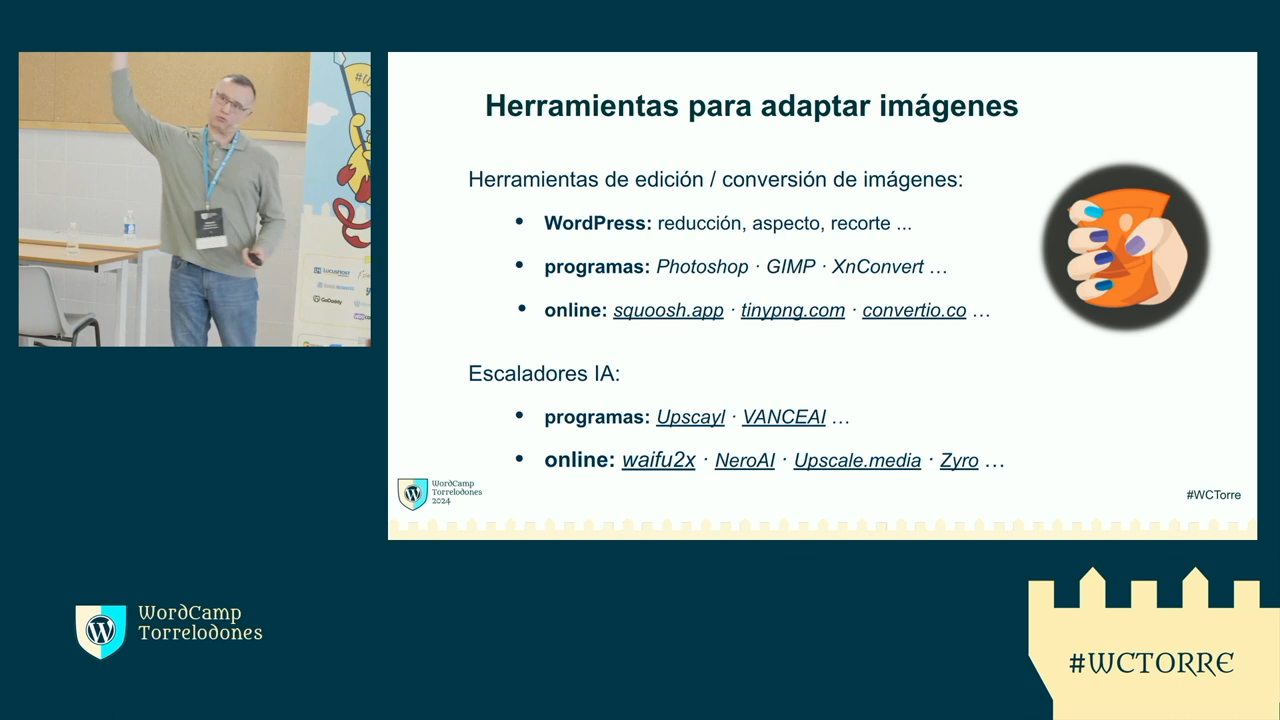 Herramientas para adaptar imágenes
Herramientas de edición / conversión de imágenes:
• WordPress: reducción, aspecto, recorte ...
• programas: Photoshop · GIMP · XnConvert …
• online: squoosh.app · tinypng.com · convertio.co …
Escaladores IA:
• programas: Upscayl · VANCEAI …
• online: waifu2x · NeroAI · Upscale.media · Zyro …
WordCamp
Torrelodones
2024
#WCTorre
GoDaddy
WordCamp
Torrelodones
#WCTORRE